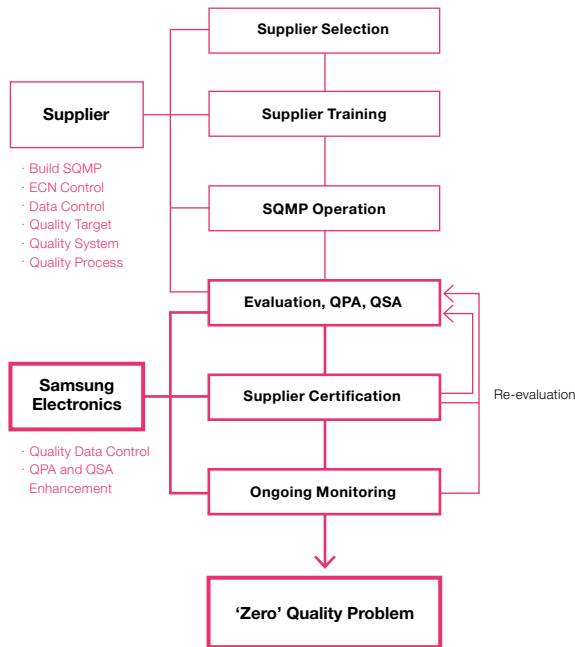 Supplier Selection
Supplier
Supplier Training
· Build SQMP
· ECN Control
· Data Control
· Quality Target
· Quality System
· Quality Process
SQMP Operation
Evaluation, QPA, QSA
Samsung
Electronics
Supplier Certification
Re-evaluation
· Quality Data Control
· QPA and QSA
Enhancement
Ongoing Monitoring
‘Zero’ Quality Problem